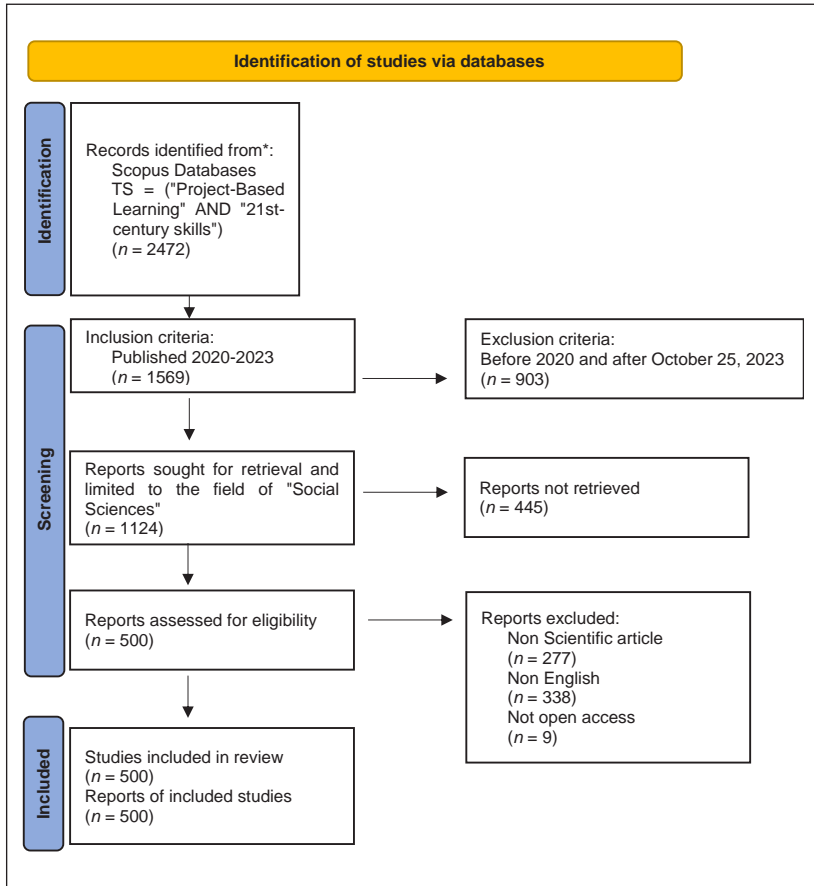 Identification of studies via databases
Identification
Records identified from*:
Scopus Databases
TS = ("Project-Based
Learning" AND "21st-
century skills")
(n = 2472)
Screening
Inclusion criteria:
Published 2020-2023
(n = 1569)
Exclusion criteria:
Before 2020 and after October 25, 2023
(n = 903)
Reports sought for retrieval and
limited to the field of "Social
Sciences"
(n = 1124)
Reports not retrieved
(n = 445)
Reports assessed for eligibility
(n = 500)
Reports excluded:
Non Scientific article
(n = 277)
Non English
(n = 338)
Not open access
(n = 9)
Included
Studies included in review
(n = 500)
Reports of included studies
(n = 500)